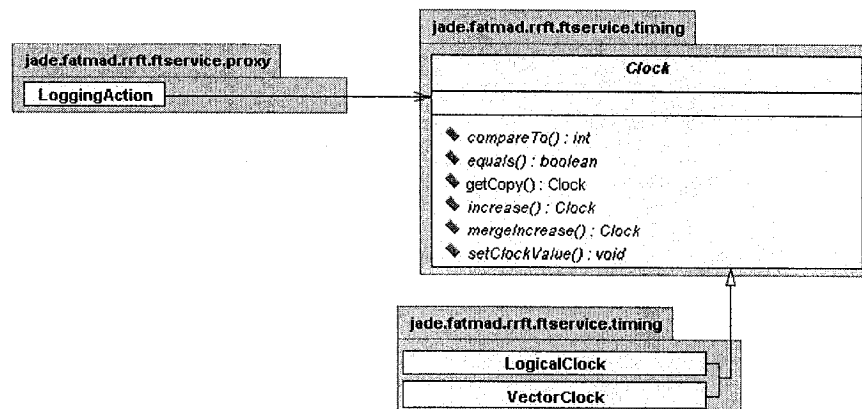 jade.fatmad.rrft.ftservice.timing
jade.fatmad.rrft.ftservice.proxy
Clock
LoggingAction
compareTo() : int
equals() : boolean
getCopy() : Clock
increase() : Clock
mergeIncrease() : Clock
setClockValue() : void
jade.fatmad.rrft.ftservice.timing
LogicalClock
VectorClock